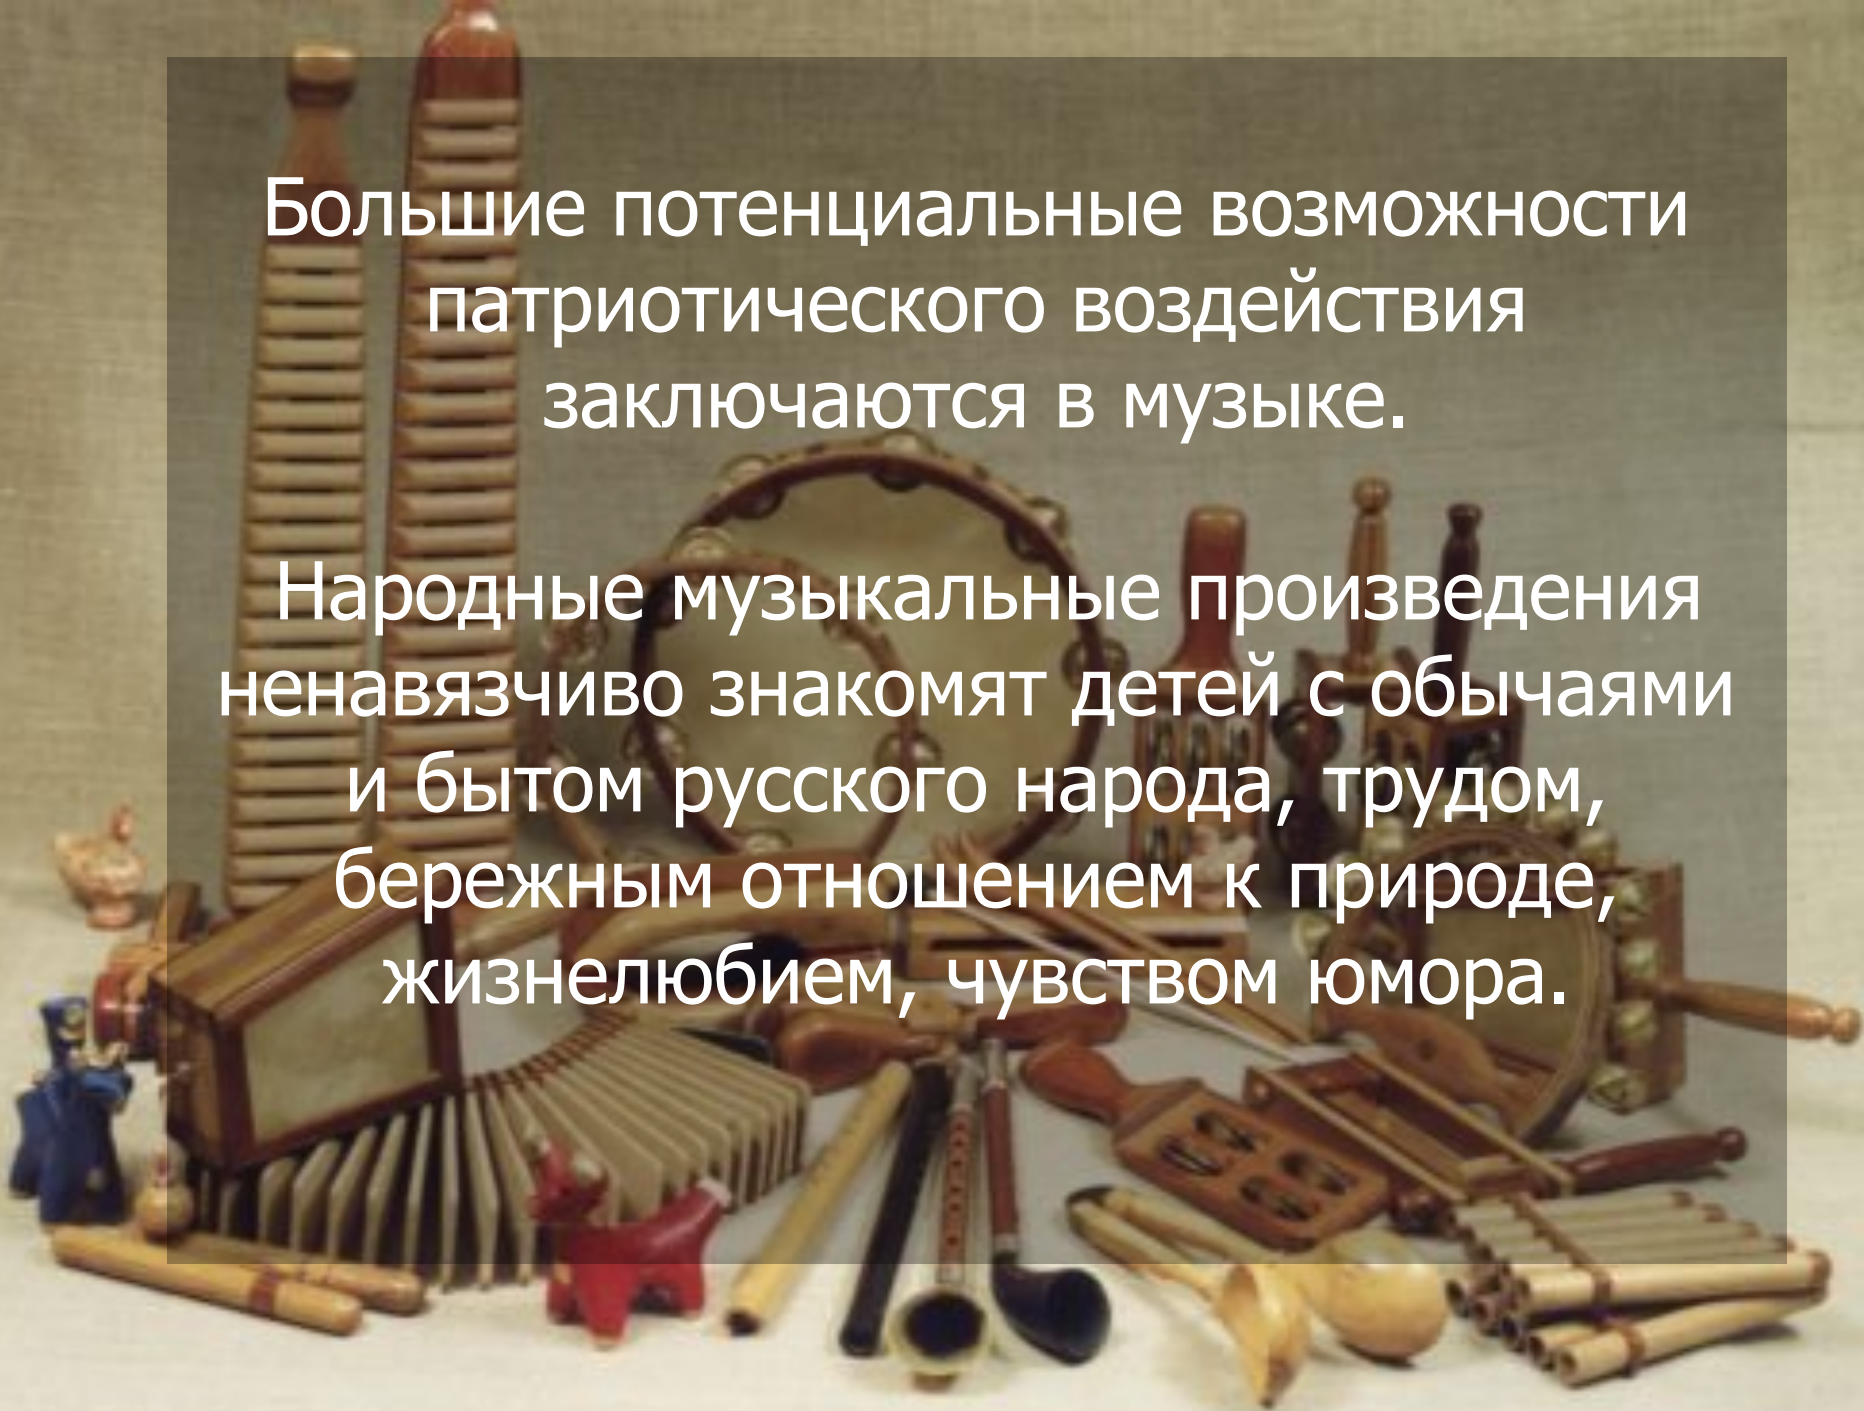 Большие потенциальные возможности
патриотического воздействия
заключаются в музыке.
Народные музыкальные произведения
ненавязчиво знакомят детей с обычаями
и бытом русского народа, трудом,
бережным отношением к природе,
жизнелюбием, чувством юмора.